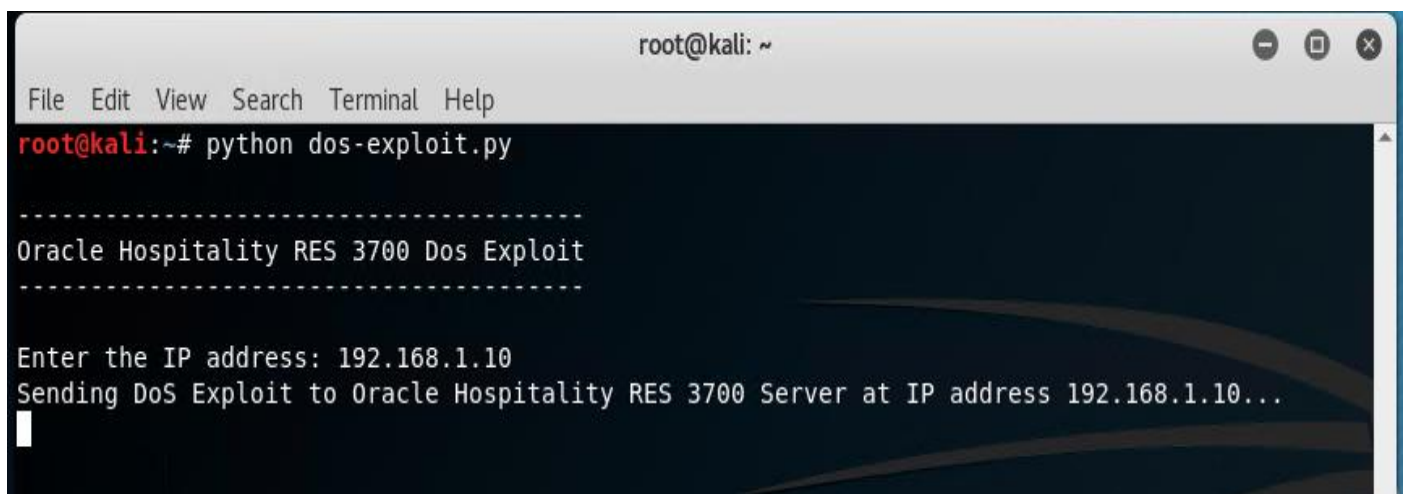 root@kali: ~
File Edit View Search Terminal Help
root@kali:~# python dos-exploit.py
---------------------------------------
Oracle Hospitality RES 3700 Dos Exploit
---------------------------------------
Enter the IP address: 192.168.1.10
Sending DoS Exploit to Oracle Hospitality RES 3700 Server at IP address 192.168.1.10...